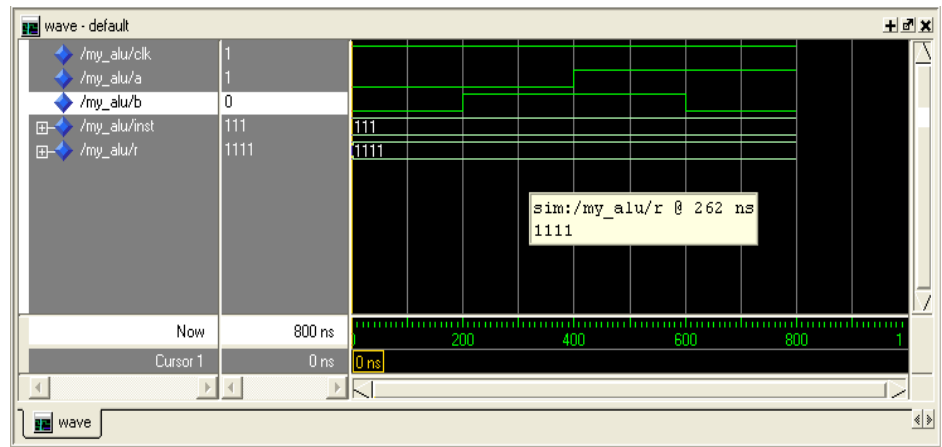 wave - default
/my_alu/clk 1
/my_alu/a 1
/my_alu/b 0
/my_alu/inst 111 111
/my_alu/r 1111 1111
sim:/my_alu/r @ 262 ns
1111
Now 800 ns
200 400 600 800 1
Cursor 1 0 ns 0 ns
wave